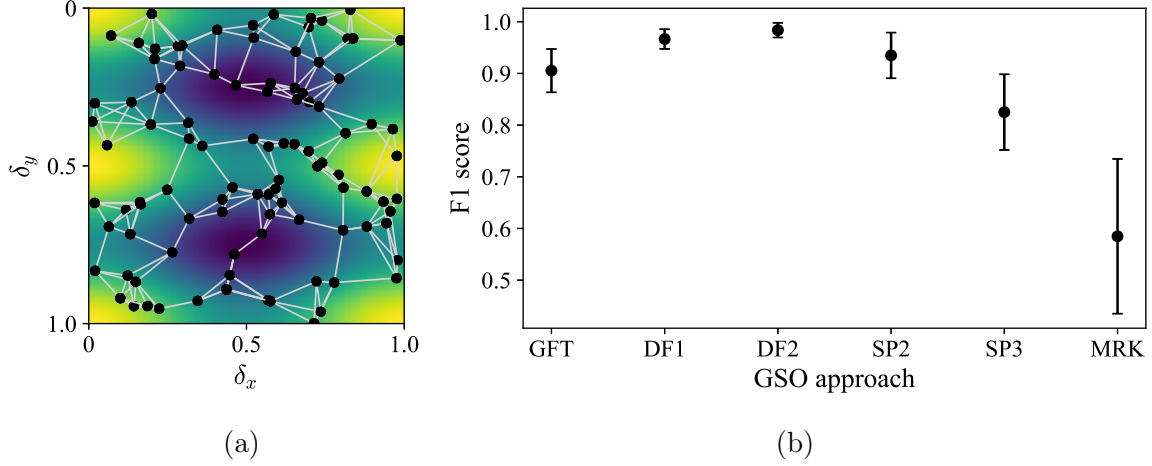 0
0.5
1.0
δy
0
0.5
1.0
δx
(a)
1.0
0.9
0.8
0.7
0.6
0.5
F1 score
GFT DF1 DF2 SP2 SP3 MRK
GSO approach
(b)